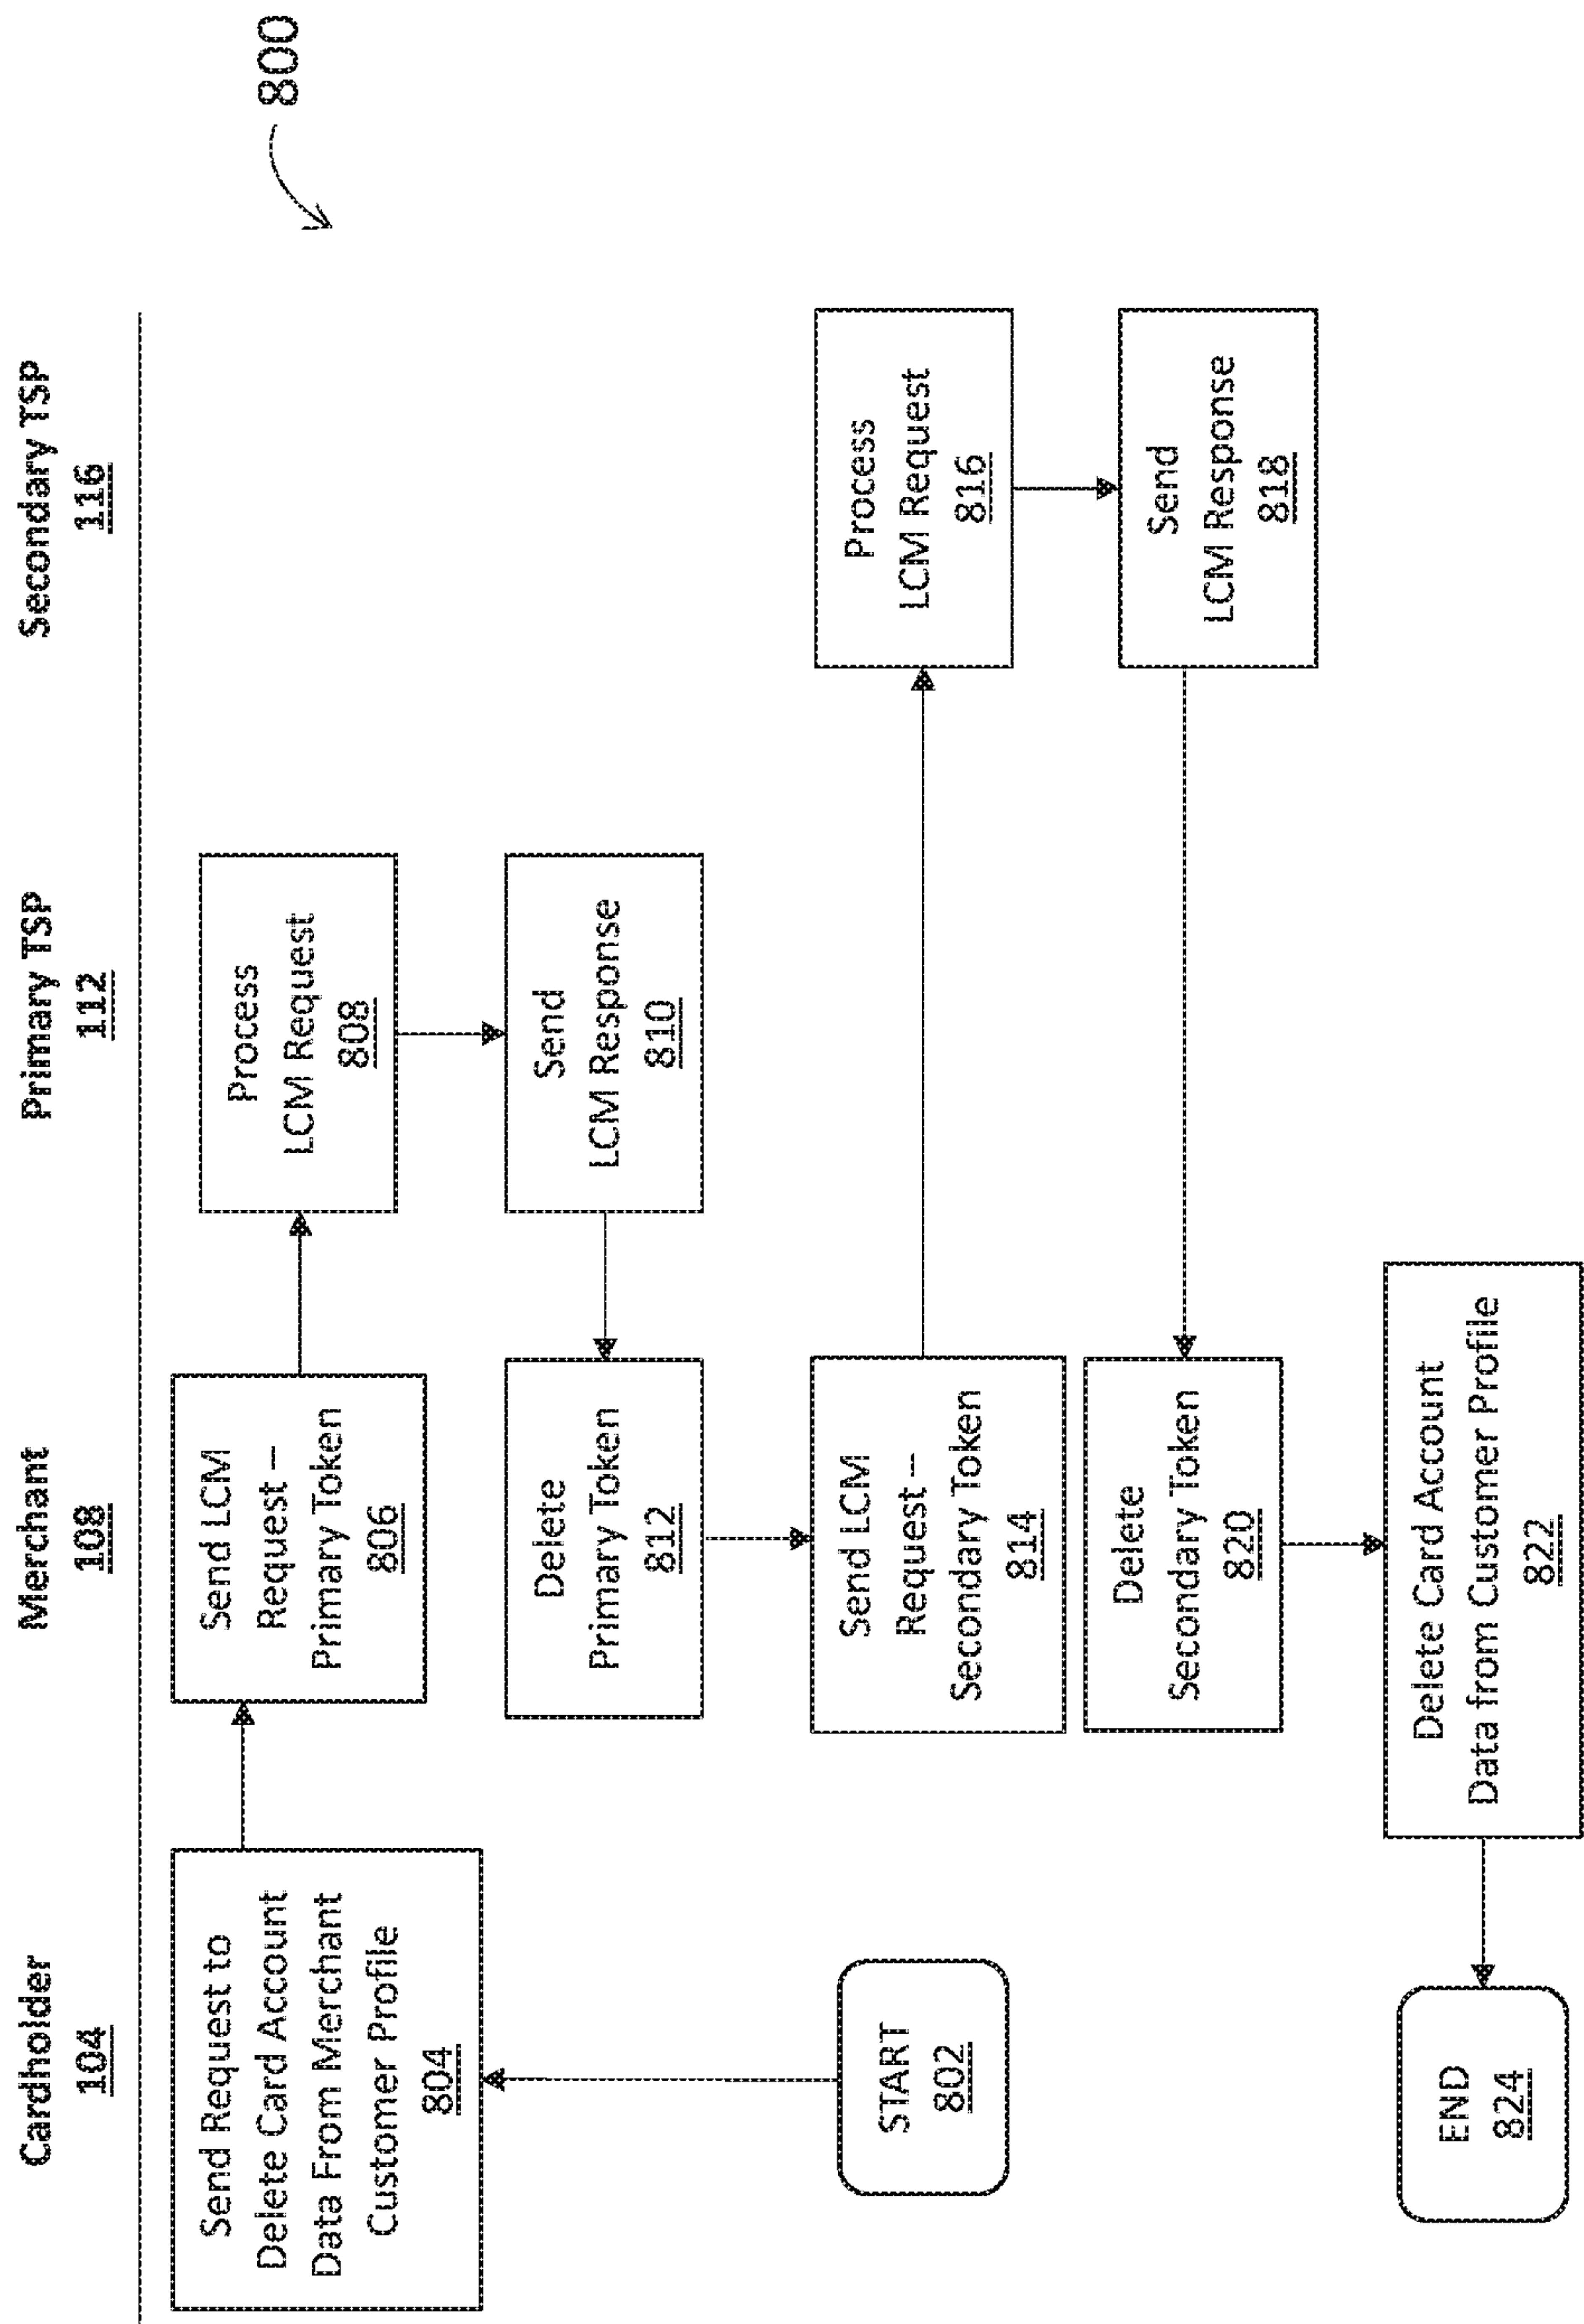 Cardholder
104
Merchant
108
Primary TSP
112
Secondary TSP
116
800
START
802
Send Request to
Delete Card Account
Data From Merchant
Customer Profile
804
Send LCM
Request –
Primary Token
806
Process
LCM Request
808
Send
LCM Response
810
Delete
Primary Token
812
Send LCM
Request –
Secondary Token
814
Process
LCM Request
816
Send
LCM Response
818
Delete
Secondary Token
820
Delete Card Account
Data from Customer Profile
822
END
824